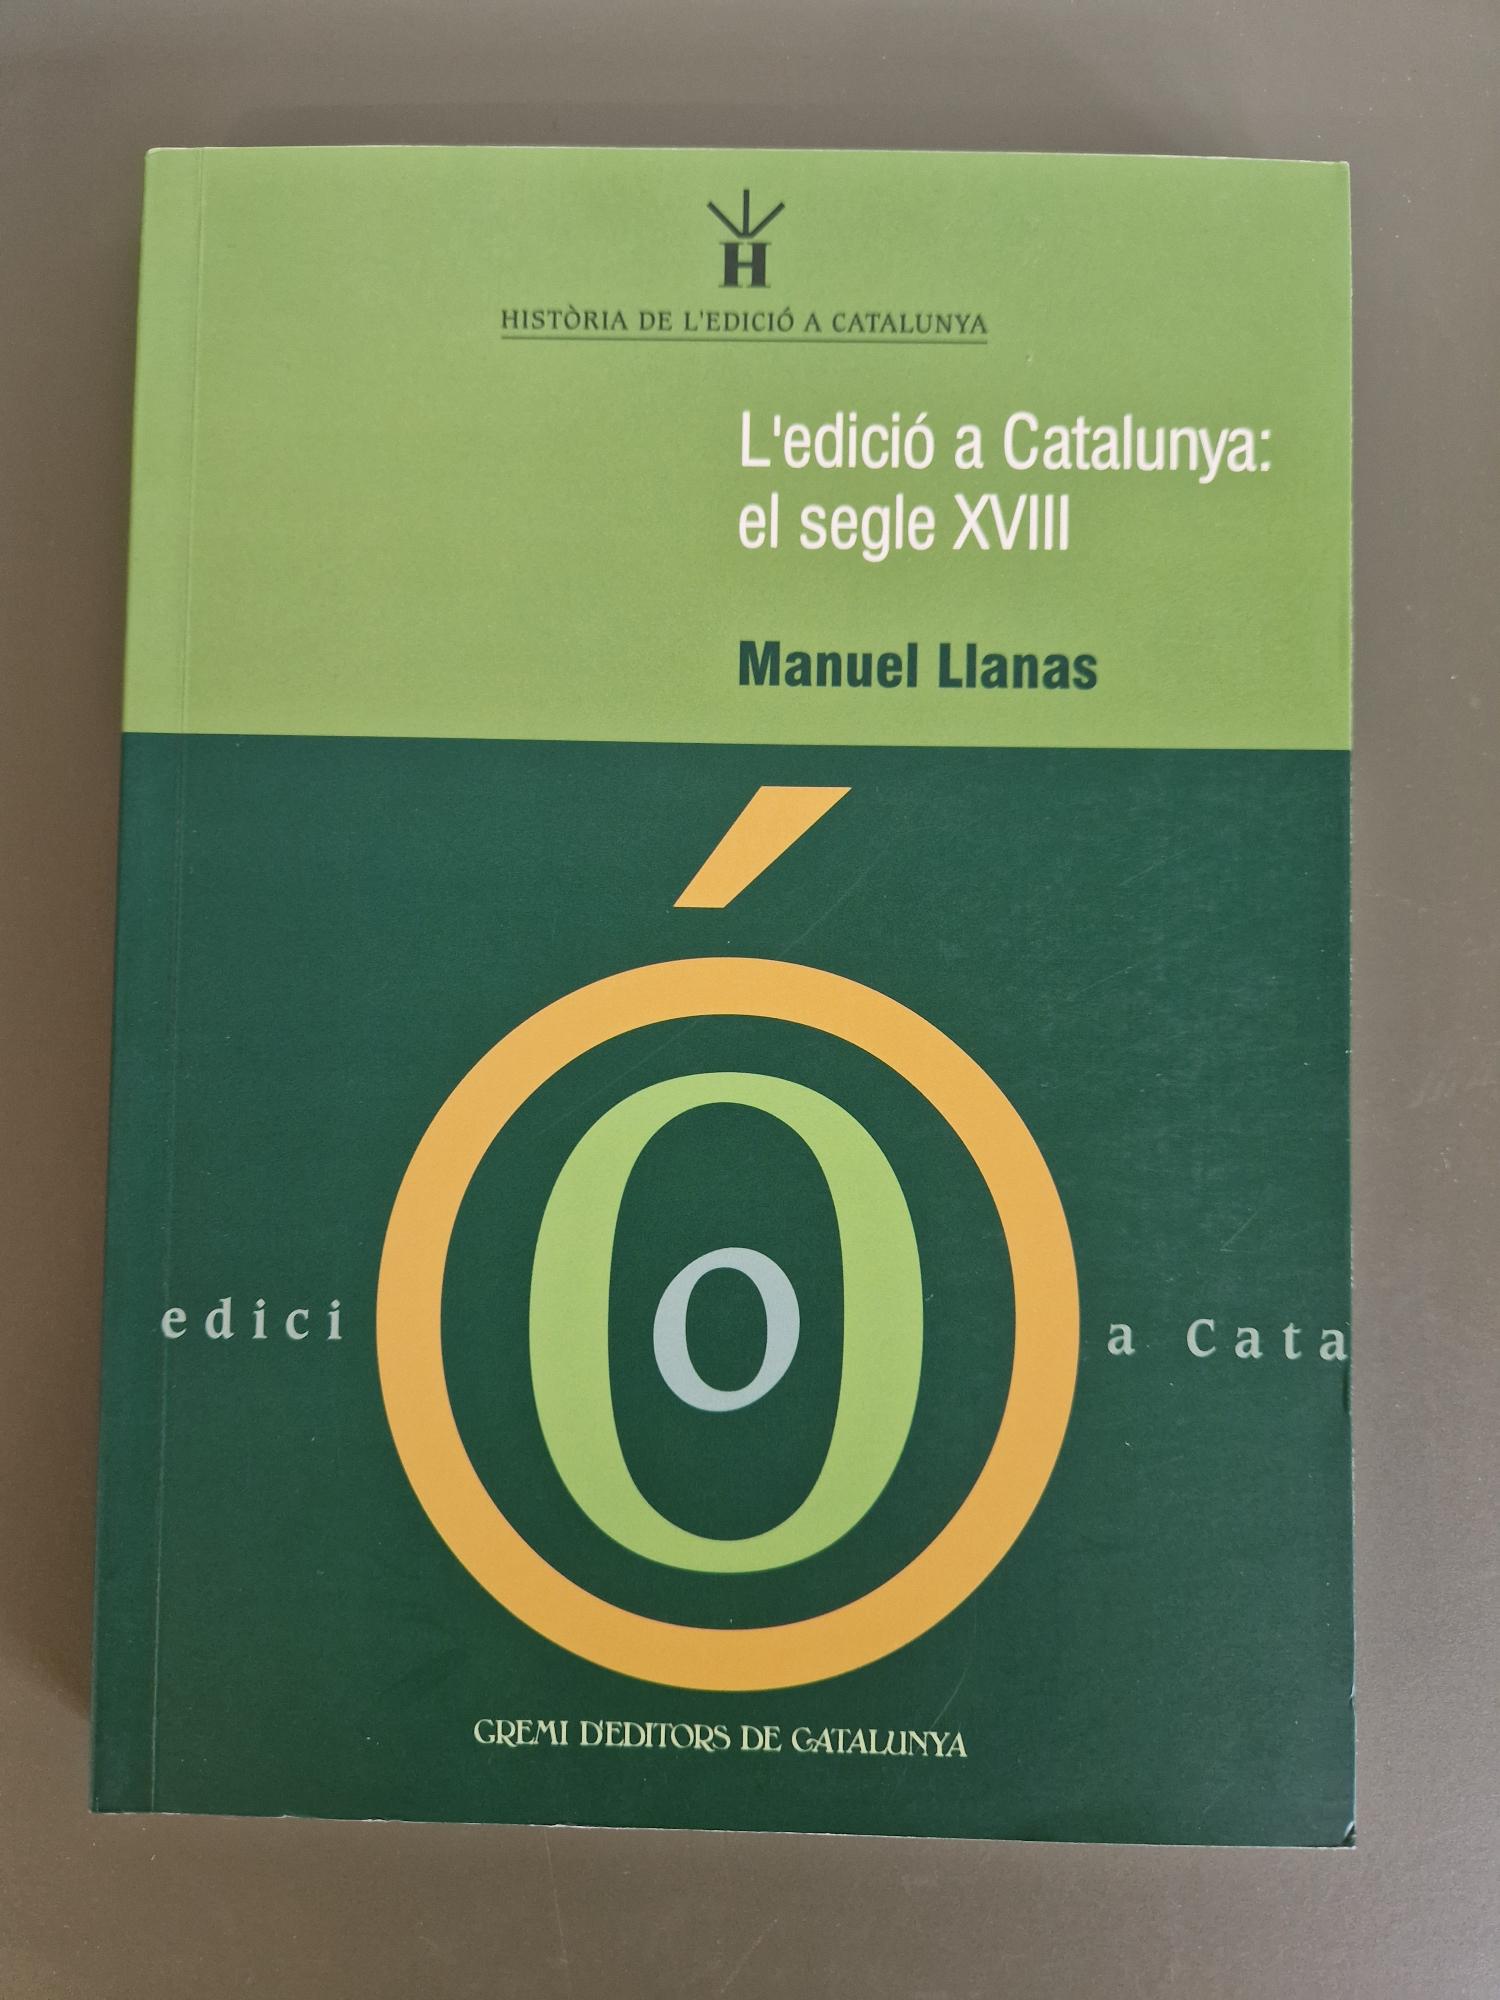 H
HISTÒRIA DE L'EDICIÓ A CATALUNYA
L'edició a Catalunya:
el segle XVIII
Manuel Llanas
edici Ó a Cata
O
o
GREMI D'EDITORS DE CATALUNYA